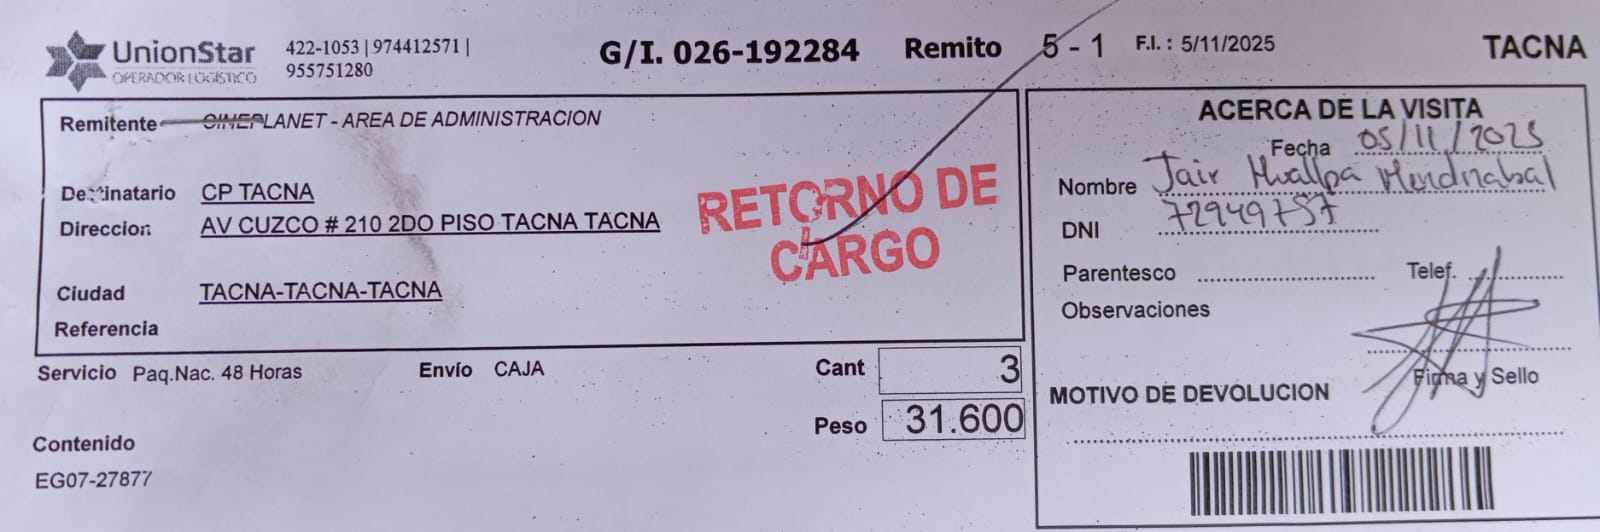 UnionStar
OPERADOR LOGÍSTICO
422-1053 | 974412571 |
955751280
G/I. 026-192284 Remito 5 - 1 F.I. : 5/11/2025 TACNA
Remitente CINEPLANET - AREA DE ADMINISTRACION
Destinatario CP TACNA
Direccion AV CUZCO # 210 2DO PISO TACNA TACNA
Ciudad TACNA-TACNA-TACNA
Referencia
RETORNO DE
CARGO
Servicio Paq.Nac. 48 Horas Envío CAJA Cant 3
Peso 31.600
Contenido
EG07-27877
ACERCA DE LA VISITA
Fecha 05/11/2025
Nombre Jair Huallpa Mendizabal
DNI 72949757
Parentesco Telef.
Observaciones
Firma y Sello
MOTIVO DE DEVOLUCION